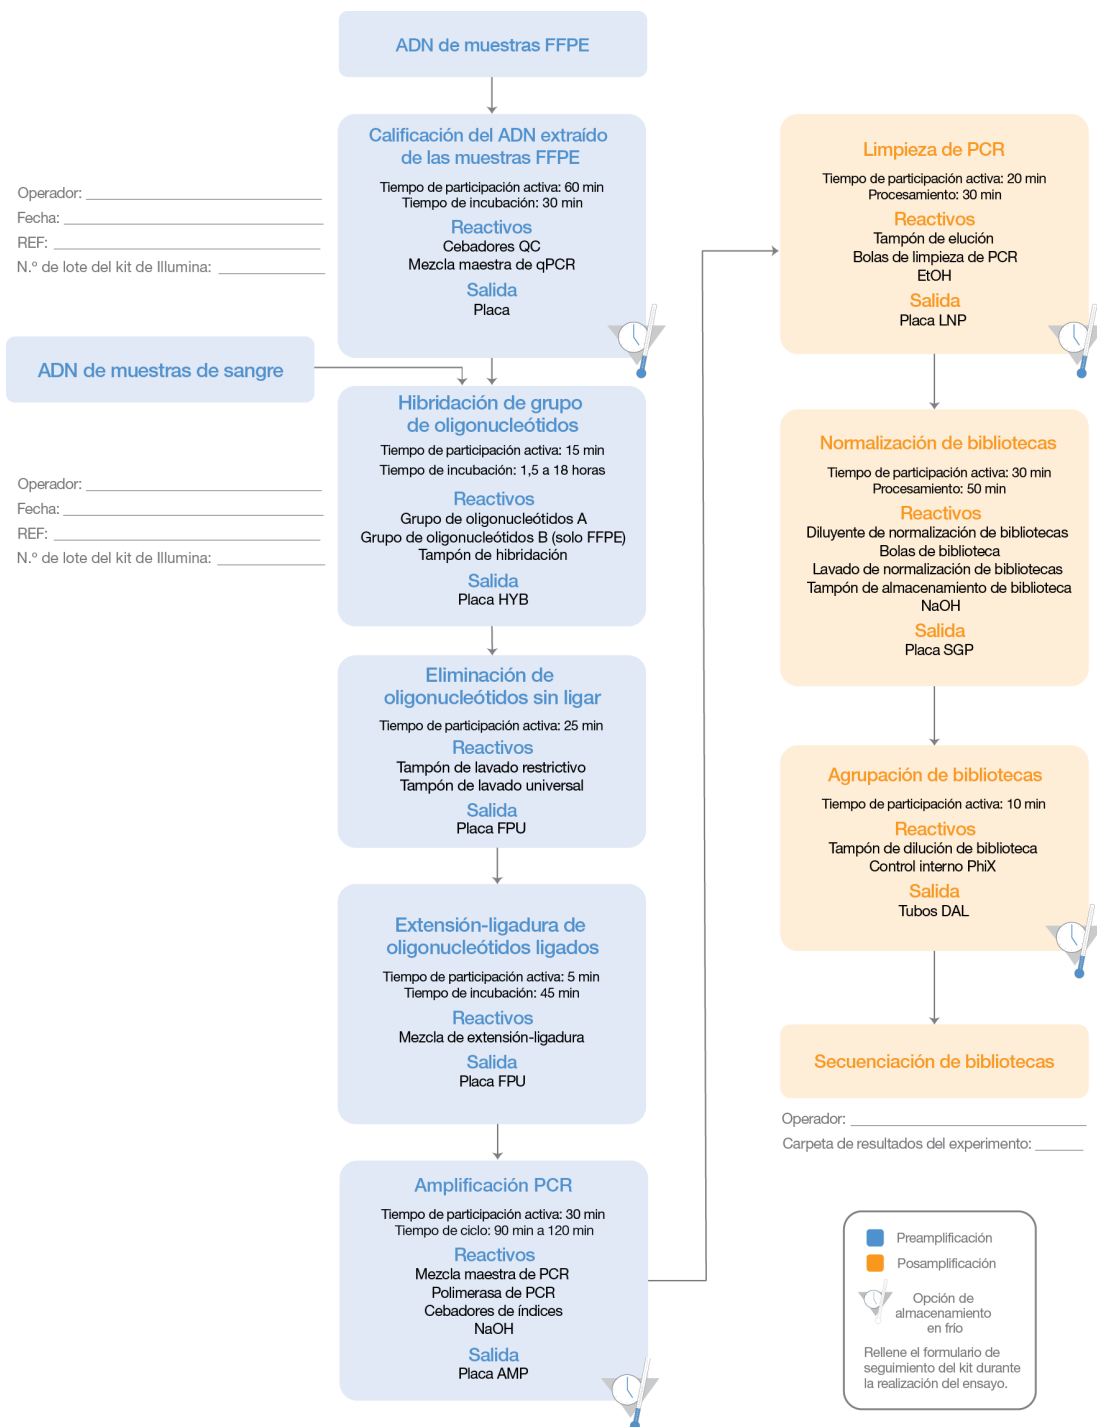 ADN de muestras FFPE
Calificación del ADN extraído
de las muestras FFPE
Tiempo de participación activa: 60 min
Tiempo de incubación: 30 min
Reactivos
Cebadores QC
Mezcla maestra de qPCR
Salida
Placa
Operador:
Fecha:
REF:
N.º de lote del kit de Illumina:
ADN de muestras de sangre
Hibridación de grupo
de oligonucleótidos
Tiempo de participación activa: 15 min
Tiempo de incubación: 1,5 a 18 horas
Reactivos
Grupo de oligonucleótidos A
Grupo de oligonucleótidos B (solo FFPE)
Tampón de hibridación
Salida
Placa HYB
Operador:
Fecha:
REF:
N.º de lote del kit de Illumina:
Eliminación de
oligonucleótidos sin ligar
Tiempo de participación activa: 25 min
Reactivos
Tampón de lavado restrictivo
Tampón de lavado universal
Salida
Placa FPU
Extensión-ligadura de
oligonucleótidos ligados
Tiempo de participación activa: 5 min
Tiempo de incubación: 45 min
Reactivos
Mezcla de extensión-ligadura
Salida
Placa FPU
Amplificación PCR
Tiempo de participación activa: 30 min
Tiempo de ciclo: 90 min a 120 min
Reactivos
Mezcla maestra de PCR
Polimerasa de PCR
Cebadores de índices
NaOH
Salida
Placa AMP
Limpieza de PCR
Tiempo de participación activa: 20 min
Procesamiento: 30 min
Reactivos
Tampón de elución
Bolas de limpieza de PCR
EtOH
Salida
Placa LNP
Normalización de bibliotecas
Tiempo de participación activa: 30 min
Procesamiento: 50 min
Reactivos
Diluyente de normalización de bibliotecas
Bolas de biblioteca
Lavado de normalización de bibliotecas
Tampón de almacenamiento de biblioteca
NaOH
Salida
Placa SGP
Agrupación de bibliotecas
Tiempo de participación activa: 10 min
Reactivos
Tampón de dilución de biblioteca
Control interno PhiX
Salida
Tubos DAL
Secuenciación de bibliotecas
Operador:
Carpeta de resultados del experimento:
Preamplificación
Posamplificación
Opción de
almacenamiento
en frío
Rellene el formulario de
seguimiento del kit durante
la realización del ensayo.